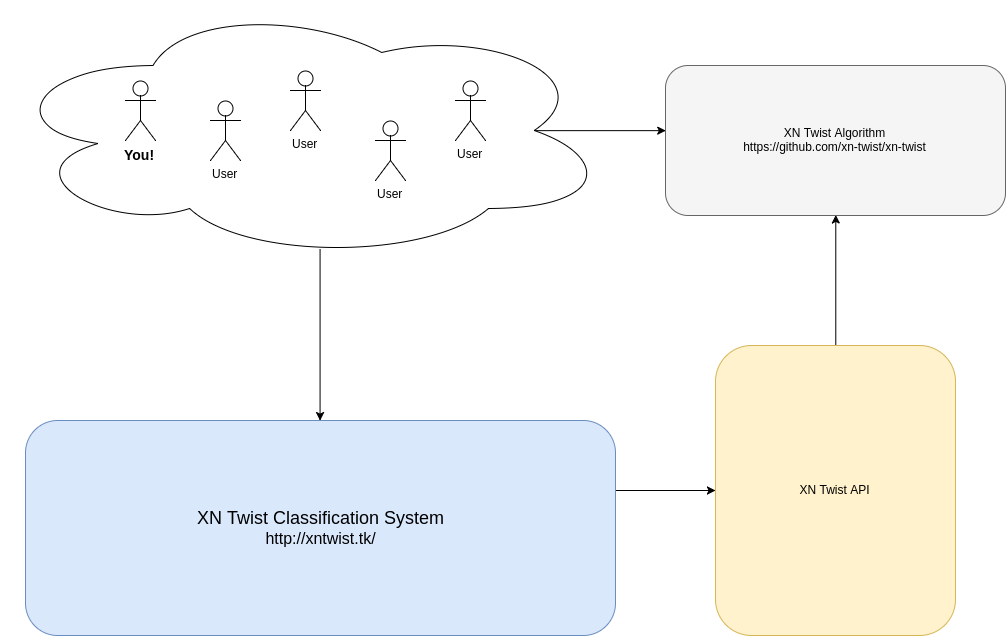 You!
User
User
User
User
XN Twist Algorithm
https://github.com/xn-twist/xn-twist
XN Twist Classification System
http://xntwist.tk/
XN Twist API